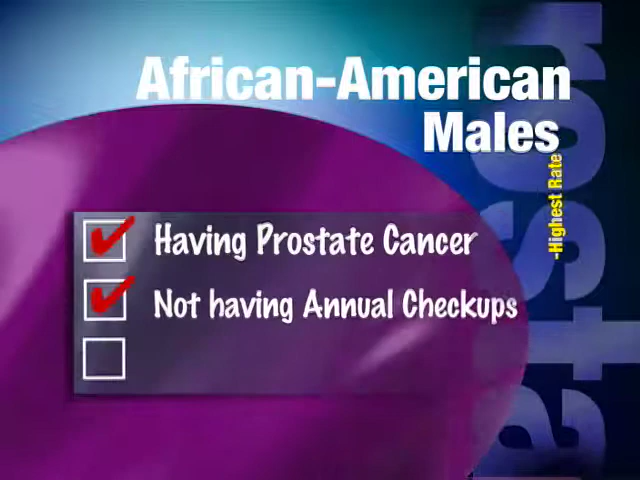 African-American
Males
-Highest Rate
Having Prostate Cancer
Not having Annual Checkups